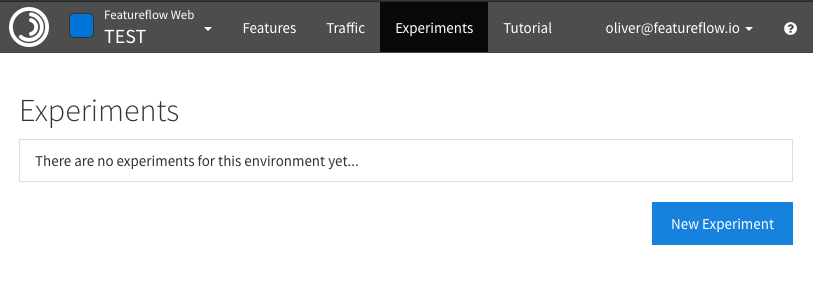 Featureflow Web
TEST
Features
Traffic
Experiments
Tutorial
oliver@featureflow.io
Experiments
There are no experiments for this environment yet...
New Experiment